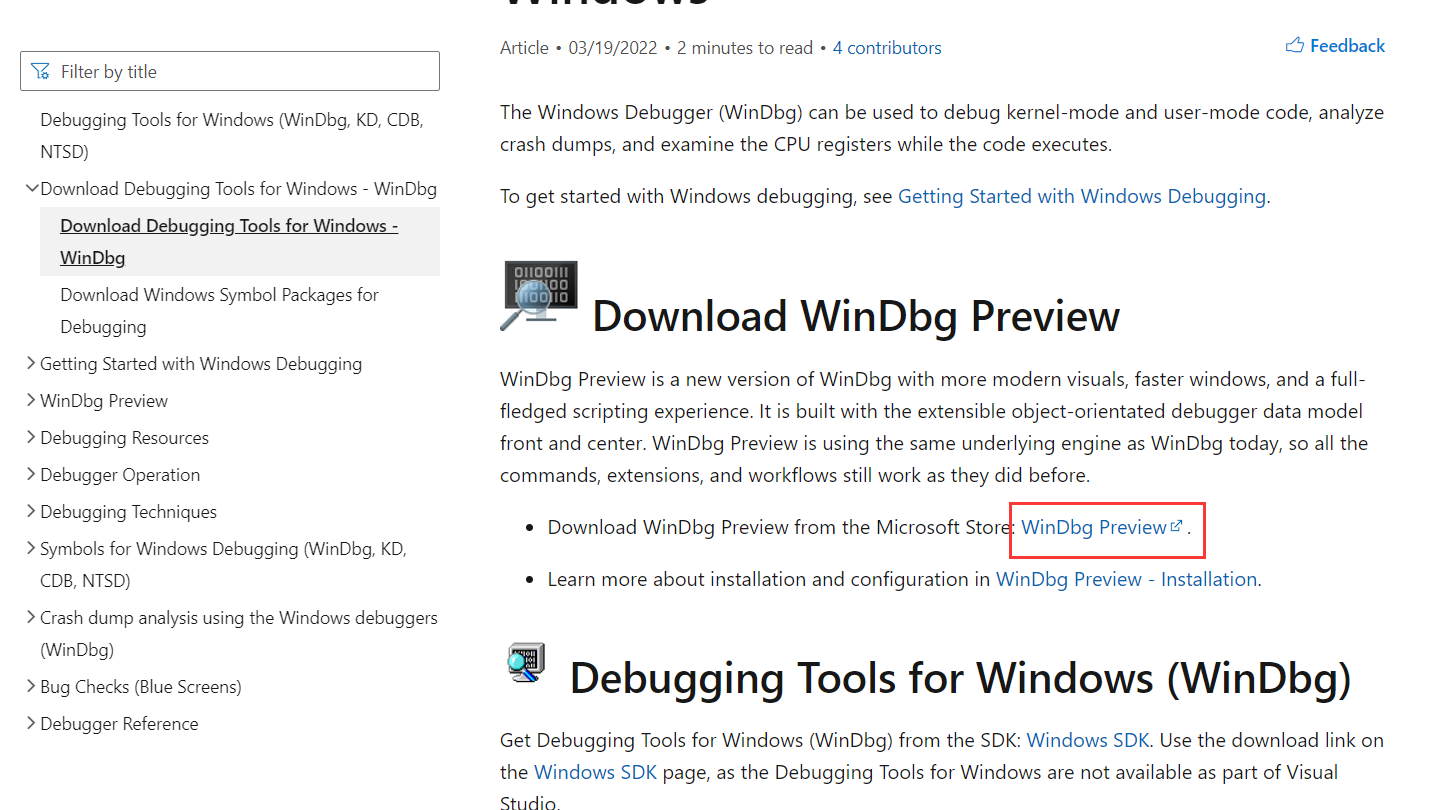 Windows
Article • 03/19/2022 • 2 minutes to read • 4 contributors
Feedback
Filter by title
Debugging Tools for Windows (WinDbg, KD, CDB,
NTSD)
Download Debugging Tools for Windows - WinDbg
Download Debugging Tools for Windows -
WinDbg
Download Windows Symbol Packages for
Debugging
Getting Started with Windows Debugging
WinDbg Preview
Debugging Resources
Debugger Operation
Debugging Techniques
Symbols for Windows Debugging (WinDbg, KD,
CDB, NTSD)
Crash dump analysis using the Windows debuggers
(WinDbg)
Bug Checks (Blue Screens)
Debugger Reference
The Windows Debugger (WinDbg) can be used to debug kernel-mode and user-mode code, analyze
crash dumps, and examine the CPU registers while the code executes.
To get started with Windows debugging, see Getting Started with Windows Debugging.
Download WinDbg Preview
WinDbg Preview is a new version of WinDbg with more modern visuals, faster windows, and a full-
fledged scripting experience. It is built with the extensible object-orientated debugger data model
front and center. WinDbg Preview is using the same underlying engine as WinDbg today, so all the
commands, extensions, and workflows still work as they did before.
• Download WinDbg Preview from the Microsoft Store: WinDbg Preview.
• Learn more about installation and configuration in WinDbg Preview - Installation.
Debugging Tools for Windows (WinDbg)
Get Debugging Tools for Windows (WinDbg) from the SDK: Windows SDK. Use the download link on
the Windows SDK page, as the Debugging Tools for Windows are not available as part of Visual
Studio.